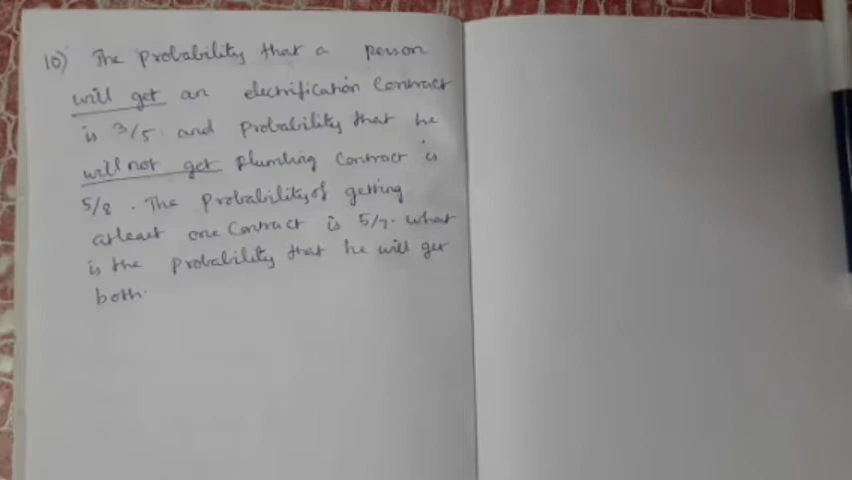 10) The Probability that a person
will get an electrification Contract
is 3/5. and Probability that he
will not get plumbing Contract is
5/8. The Probability of getting
atleast one Contract is 5/7. what
is the Probability that he will get
both.